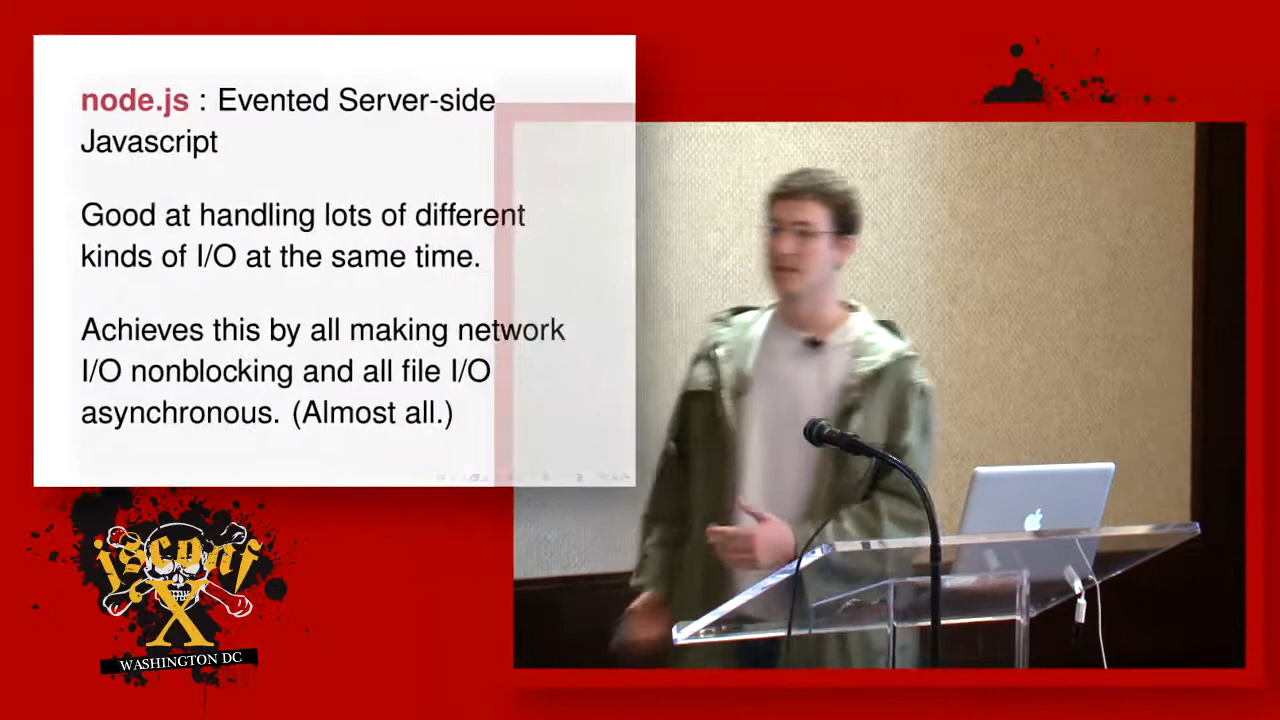 node.js : Evented Server-side
Javascript
Good at handling lots of different
kinds of I/O at the same time.
Achieves this by all making network
I/O nonblocking and all file I/O
asynchronous. (Almost all.)
jsconf
X
WASHINGTON DC